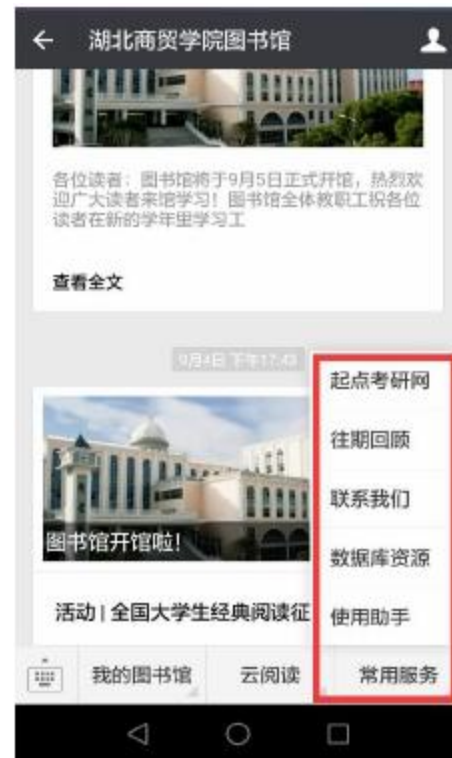 湖北商贸学院图书馆
各位读者：图书馆将于9月5日正式开馆，热烈欢
迎广大读者来馆学习！图书馆全体教职工祝各位
读者在新的学年里学习工
查看全文
9月4日 下午17:43
起点考研网
往期回顾
联系我们
数据库资源
使用助手
图书馆开馆啦！
活动 | 全国大学生经典阅读征
我的图书馆
云阅读
常用服务